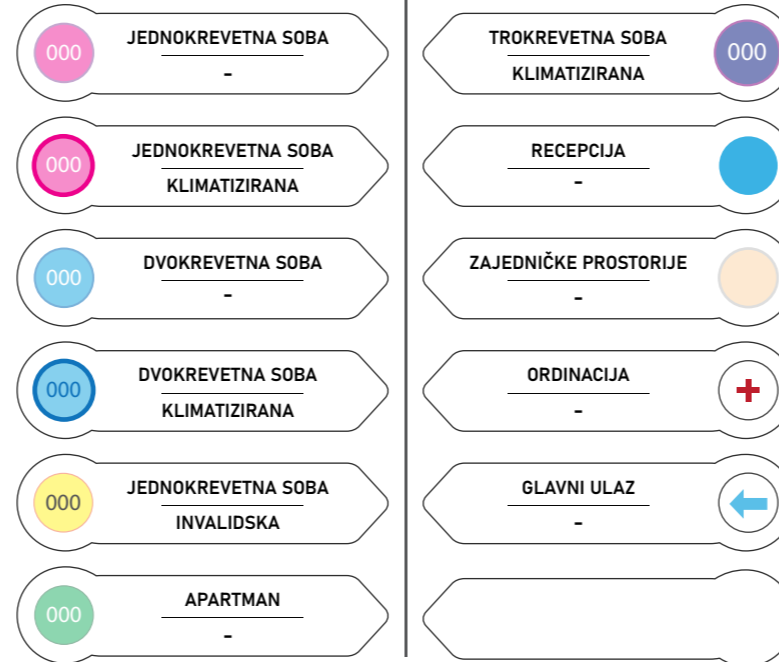 000
JEDNOKREVETNA SOBA
-
000
JEDNOKREVETNA SOBA
KLIMATIZIRANA
000
DVOKREVETNA SOBA
-
000
DVOKREVETNA SOBA
KLIMATIZIRANA
000
JEDNOKREVETNA SOBA
INVALIDSKA
000
APARTMAN
-
TROKREVETNA SOBA
KLIMATIZIRANA
000
RECEPCIJA
-
ZAJEDNIČKE PROSTORIJE
-
ORDINACIJA
-
GLAVNI ULAZ
-